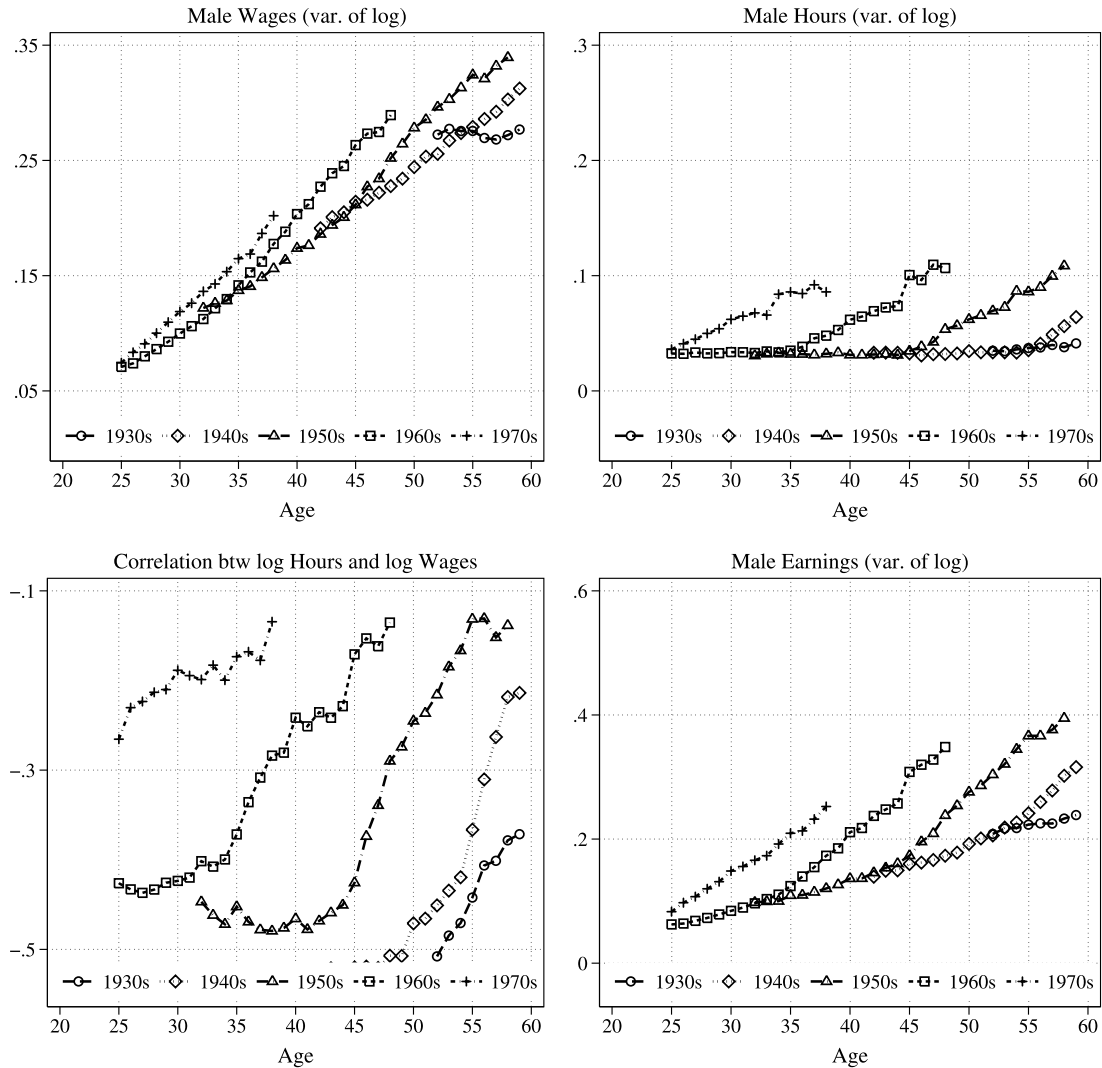 Male Wages (var. of log)
.35
.25
.15
.05
1930s 1940s 1950s 1960s 1970s
20 25 30 35 40 45 50 55 60
Age
Male Hours (var. of log)
.3
.2
.1
0
1930s 1940s 1950s 1960s 1970s
20 25 30 35 40 45 50 55 60
Age
Correlation btw log Hours and log Wages
−.1
−.3
−.5
1930s 1940s 1950s 1960s 1970s
20 25 30 35 40 45 50 55 60
Age
Male Earnings (var. of log)
.6
.4
.2
0
1930s 1940s 1950s 1960s 1970s
20 25 30 35 40 45 50 55 60
Age